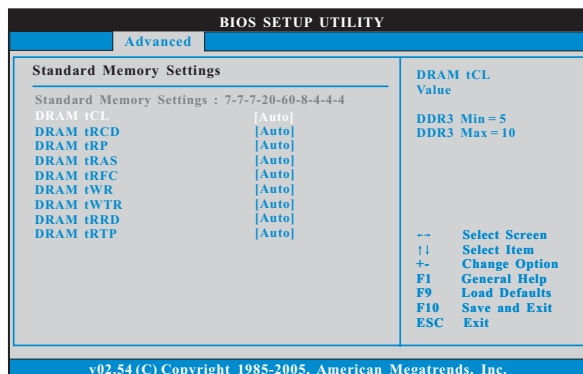 BIOS SETUP UTILITY
Advanced
Standard Memory Settings
Standard Memory Settings : 7-7-7-20-60-8-4-4-4
DRAM tCL [Auto]
DRAM tRCD [Auto]
DRAM tRP [Auto]
DRAM tRAS [Auto]
DRAM tRFC [Auto]
DRAM tWR [Auto]
DRAM tWTR [Auto]
DRAM tRRD [Auto]
DRAM tRTP [Auto]
DRAM tCL
Value
DDR3 Min = 5
DDR3 Max = 10
←→ Select Screen
↑↓ Select Item
+- Change Option
F1 General Help
F9 Load Defaults
F10 Save and Exit
ESC Exit
v02.54 (C) Copyright 1985-2005, American Megatrends, Inc.